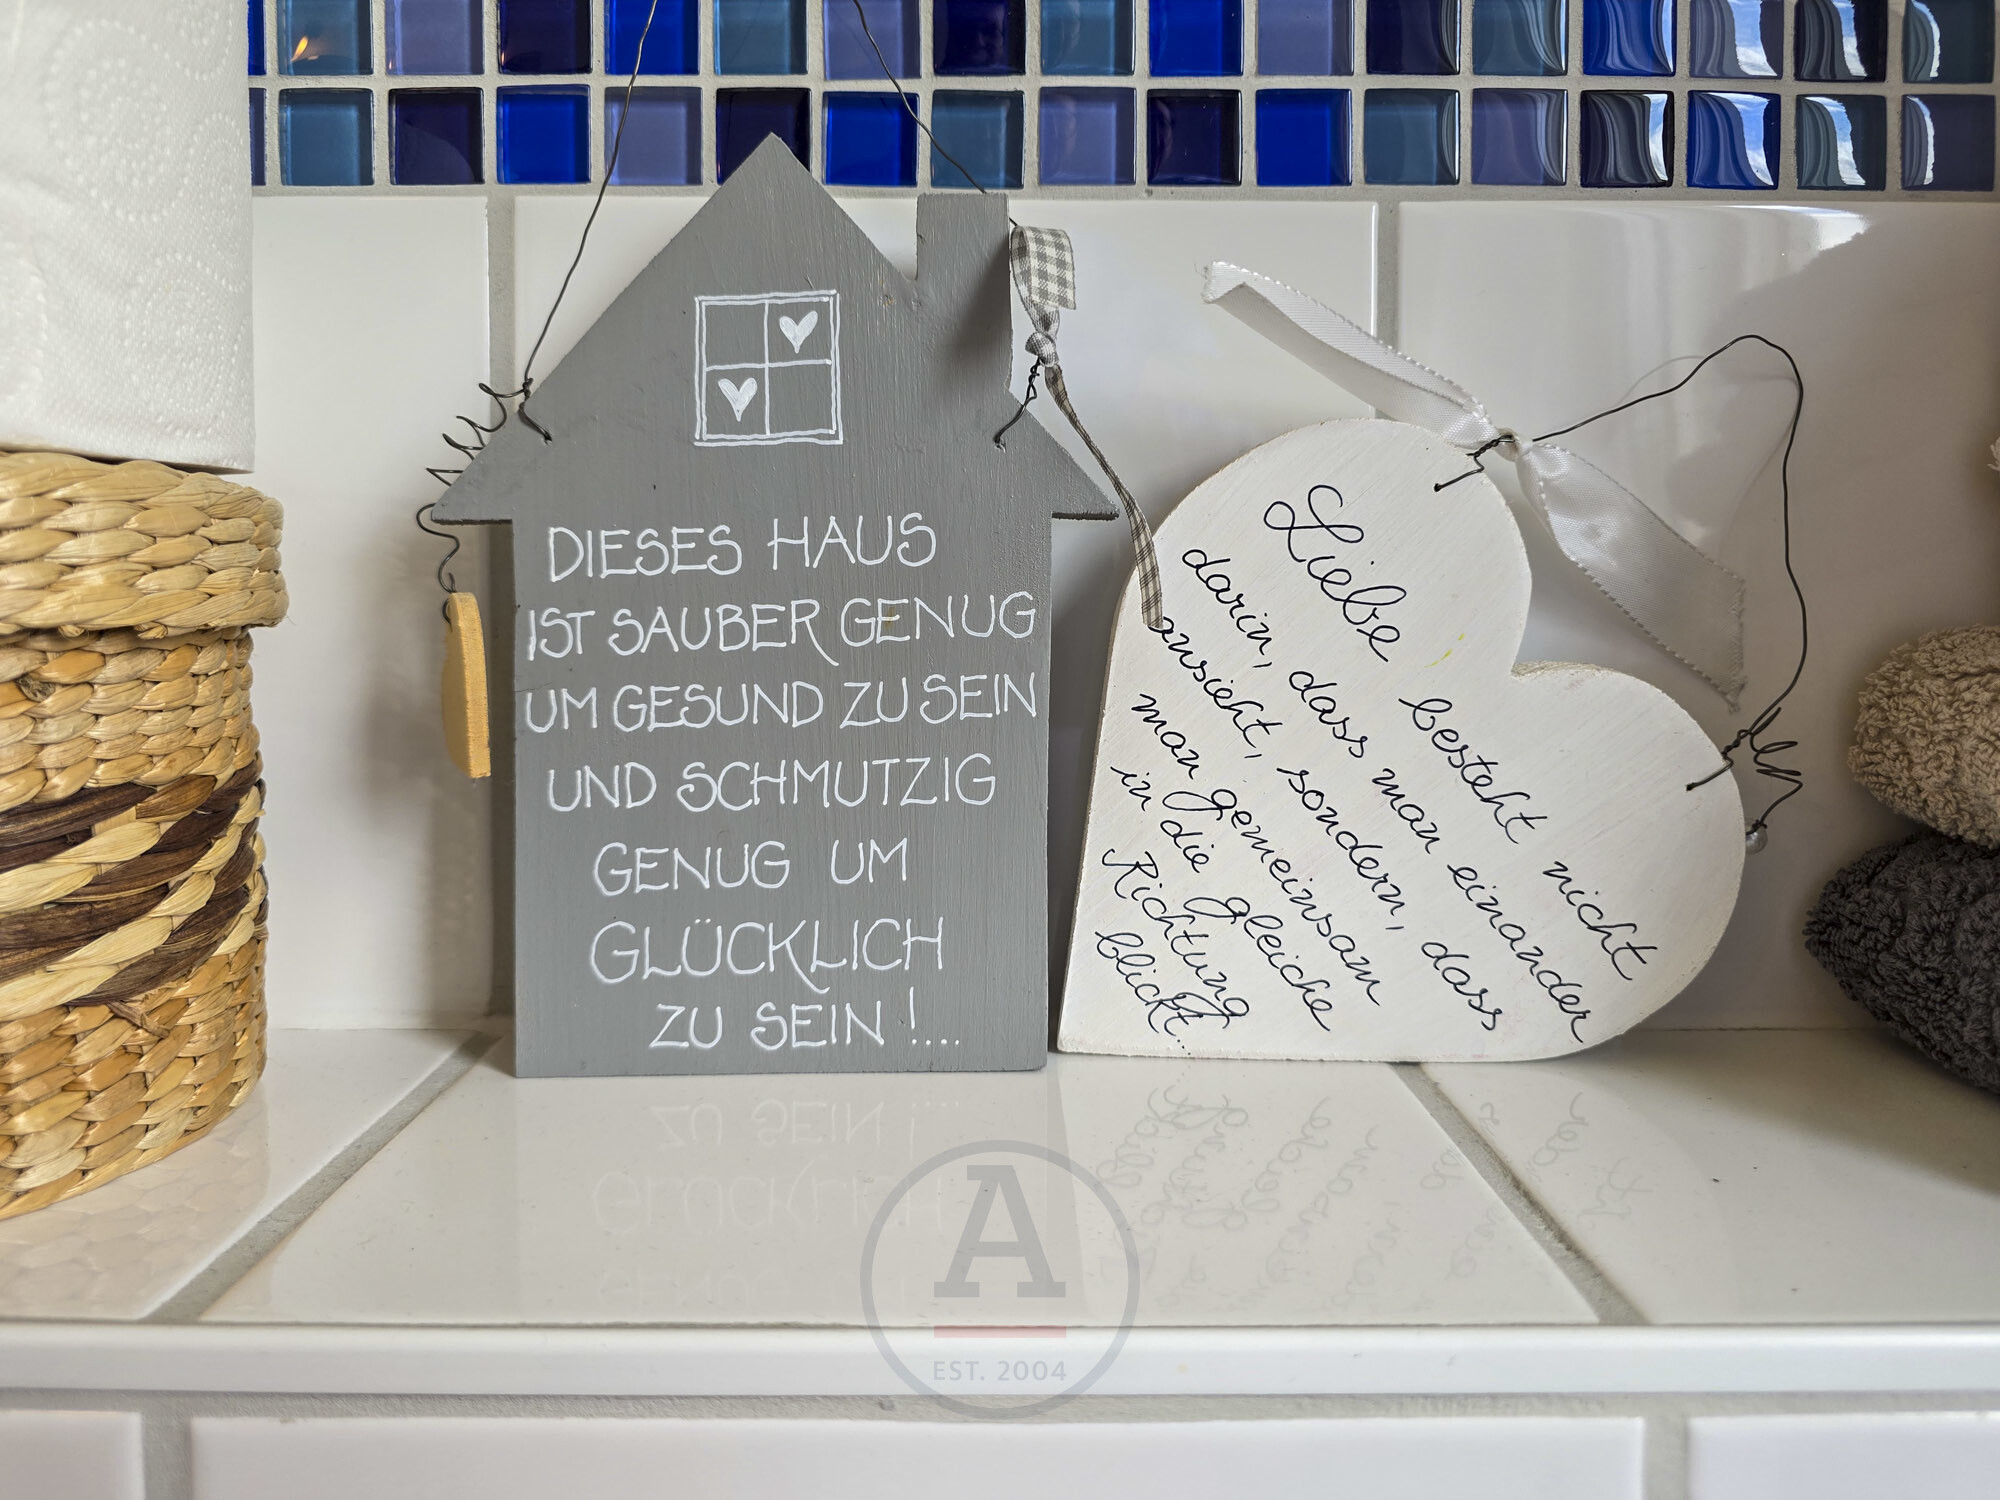 DIESES HAUS
IST SAUBER GENUG
UM GESUND ZU SEIN
UND SCHMUTZIG
GENUG UM
GLÜCKLICH
ZU SEIN!...
Liebe besteht nicht
darin, dass man einander
ansieht, sondern, dass
man gemeinsam
in die gleiche
Richtung
blickt...
A
EST. 2004